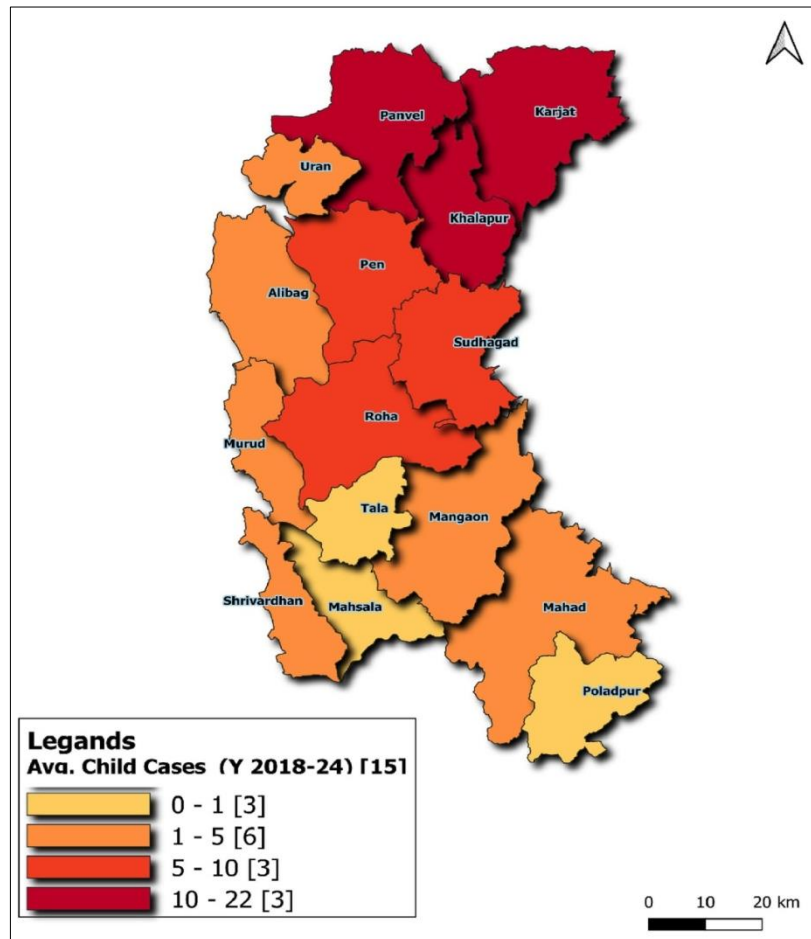 Panvel
Karjat
Uran
Khalapur
Pen
Alibag
Sudhagad
Roha
Murud
Tala
Mangaon
Shrivardhan
Mahsala
Mahad
Poladpur
Legands
Avg. Child Cases (Y 2018-24) [15]
0 - 1 [3]
1 - 5 [6]
5 - 10 [3]
10 - 22 [3]
0 10 20 km